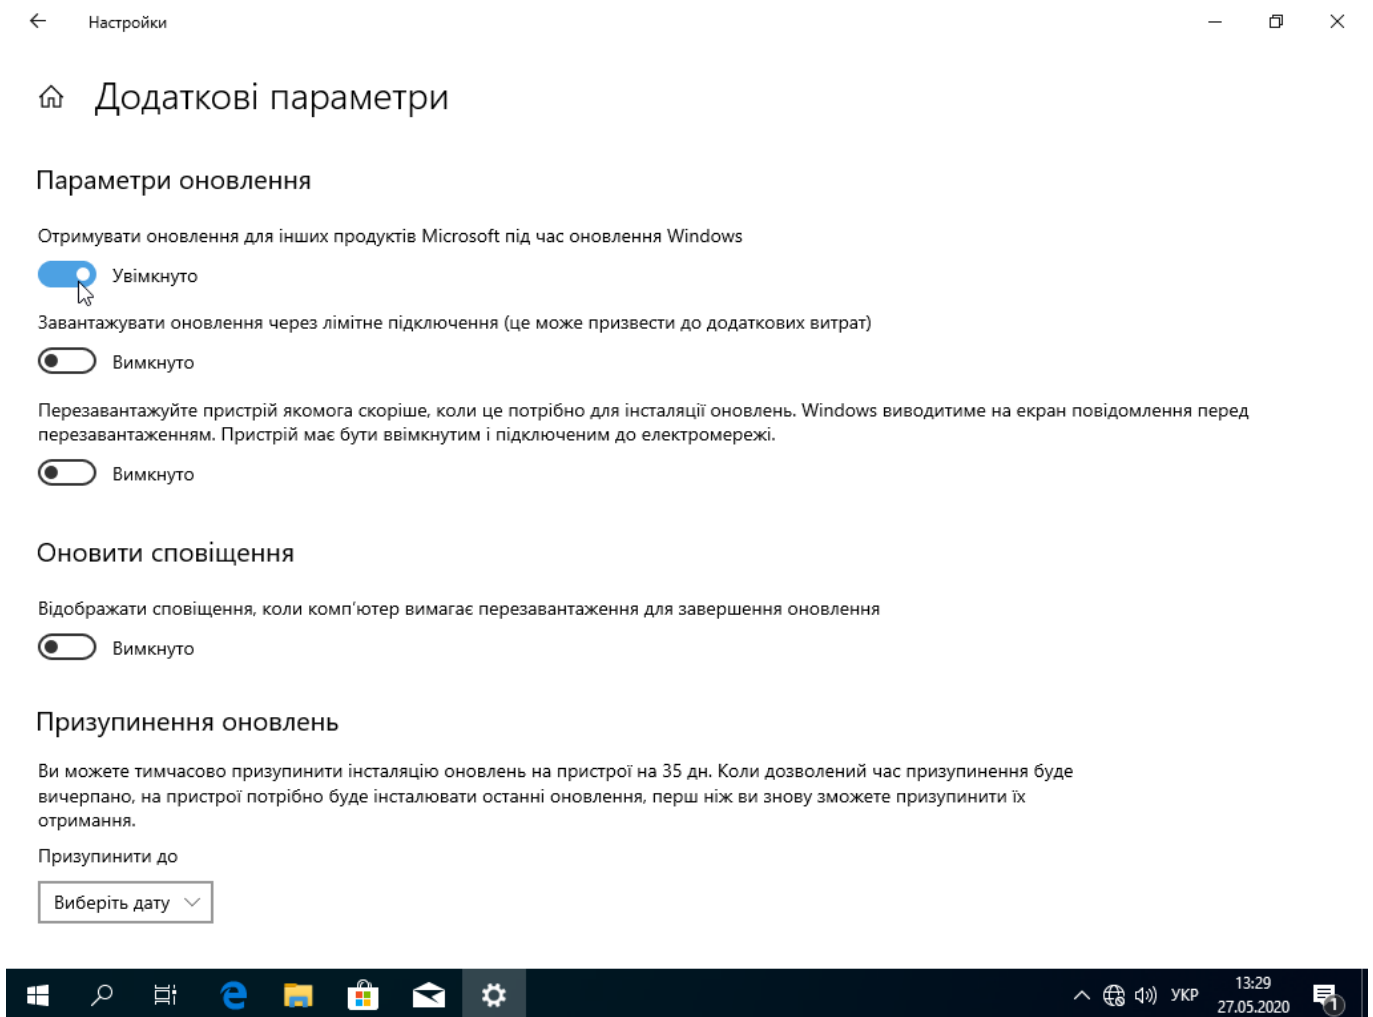 Настройки
Додаткові параметри
Параметри оновлення
Отримувати оновлення для інших продуктів Microsoft під час оновлення Windows
Увімкнуто
Завантажувати оновлення через лімітне підключення (це може призвести до додаткових витрат)
Вимкнуто
Перезавантажуйте пристрій якомога скоріше, коли це потрібно для інсталяції оновлень. Windows виводитиме на екран повідомлення перед
перезавантаженням. Пристрій має бути ввімкнутим і підключеним до електромережі.
Вимкнуто
Оновити сповіщення
Відображати сповіщення, коли комп’ютер вимагає перезавантаження для завершення оновлення
Вимкнуто
Призупинення оновлень
Ви можете тимчасово призупинити інсталяцію оновлень на пристрої на 35 дн. Коли дозволений час призупинення буде
вичерпано, на пристрої потрібно буде інсталювати останні оновлення, перш ніж ви знову зможете призупинити їх
отримання.
Призупинити до
Виберіть дату
УКР
13:29
27.05.2020
1